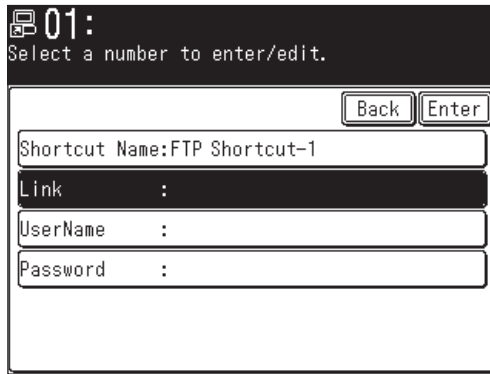 01:
Select a number to enter/edit.
Back Enter
Shortcut Name:FTP Shortcut-1
Link :
UserName :
Password :